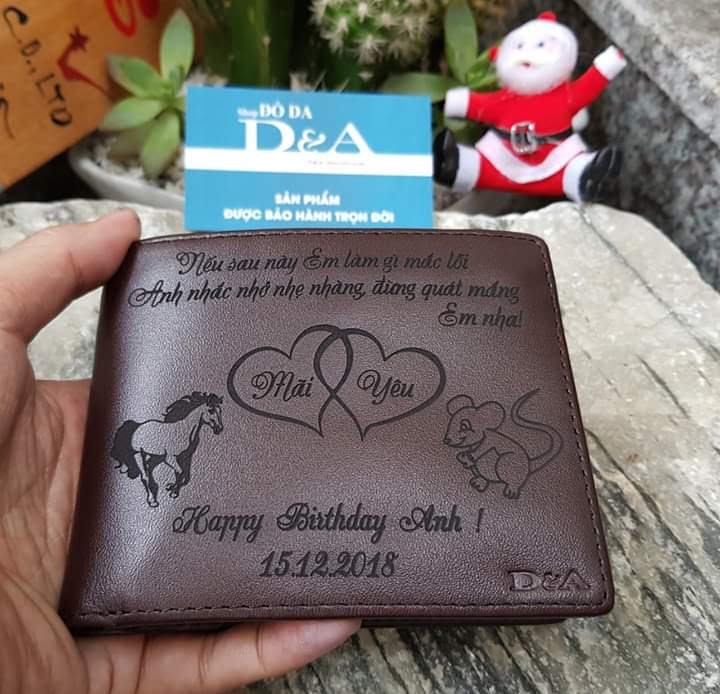 C.D., LTD
Shop ĐỒ DA
D&A
SẢN PHẨM
ĐƯỢC BẢO HÀNH TRỌN ĐỜI
Nếu sau này Em làm gì mắc lỗi
Anh nhắc nhở nhẹ nhàng, đừng quát mắng
Em nha!
Mãi Yêu
Happy Birthday Anh !
15.12.2018
D&A